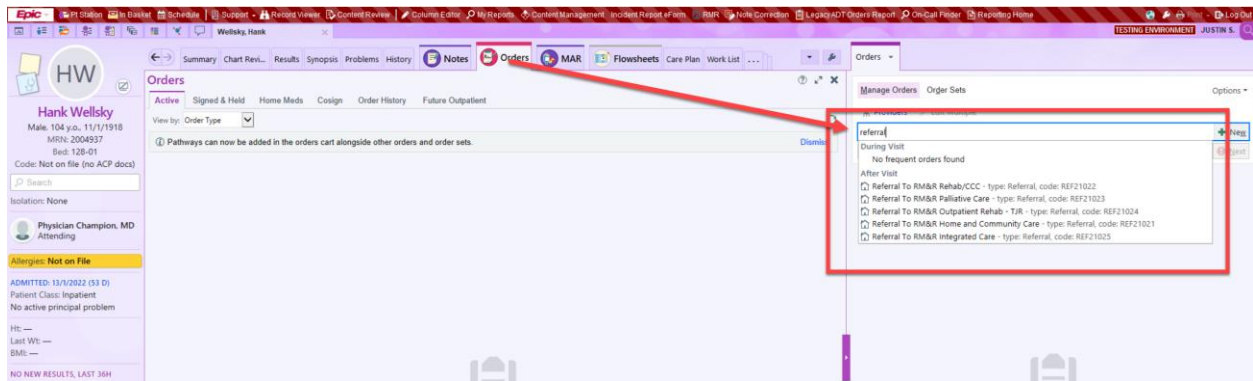 Epic Pt Station In Basket Schedule Support Record Viewer Content Review Column Editor My Reports Content Management Incident Report eForm RMR Note Correction LegacyADT Orders Report On-Call Finder Reporting Home Log Out
Wellsky, Hank TESTING ENVIRONMENT JUSTIN S.
HW
Hank Wellsky
Male, 104 y.o., 11/1/1918
MRN: 2004937
Bed: 128-01
Code: Not on file (no ACP docs)
Search
Isolation: None
Physician Champion, MD
Attending
Allergies: Not on File
ADMITTED: 13/1/2022 (53 D)
Patient Class: Inpatient
No active principal problem
Ht: —
Last Wt: —
BMI: —
NO NEW RESULTS, LAST 36H
Summary Chart Revi... Results Synopsis Problems History Notes Orders MAR Flowsheets Care Plan Work List ...
Orders
Active Signed & Held Home Meds Cosign Order History Future Outpatient
View by: Order Type
Pathways can now be added in the orders cart alongside other orders and order sets.
Orders
Manage Orders Order Sets Options
Providers
referral New
During Visit
No frequent orders found Next
After Visit
Referral To RM&R Rehab/CCC - type: Referral, code: REF21022
Referral To RM&R Palliative Care - type: Referral, code: REF21023
Referral To RM&R Outpatient Rehab - TJR - type: Referral, code: REF21024
Referral To RM&R Home and Community Care - type: Referral, code: REF21021
Referral To RM&R Integrated Care - type: Referral, code: REF21025